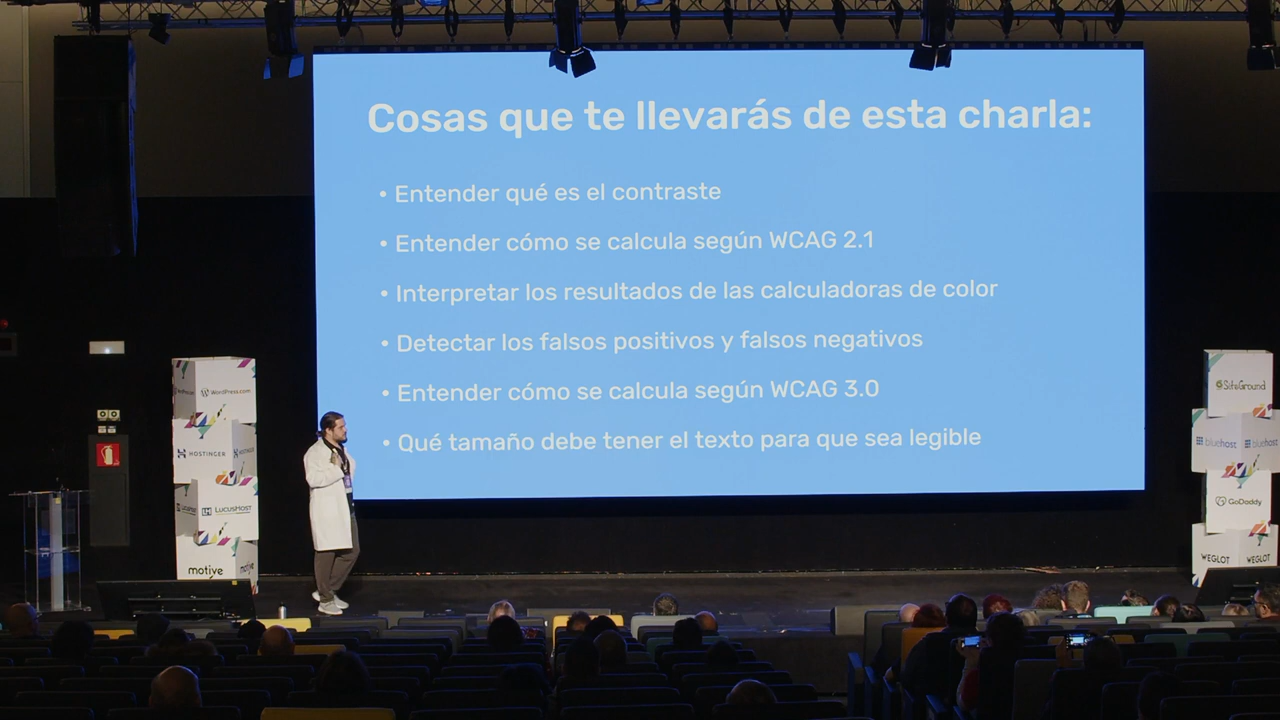 Cosas que te llevarás de esta charla:
• Entender qué es el contraste
• Entender cómo se calcula según WCAG 2.1
• Interpretar los resultados de las calculadoras de color
• Detectar los falsos positivos y falsos negativos
• Entender cómo se calcula según WCAG 3.0
• Qué tamaño debe tener el texto para que sea legible
WordPress.com
HOSTINGER
LUCUSHOST
motive
motive
SiteGround
bluehost
bluehost
GoDaddy
WEGLOT
WEGLOT